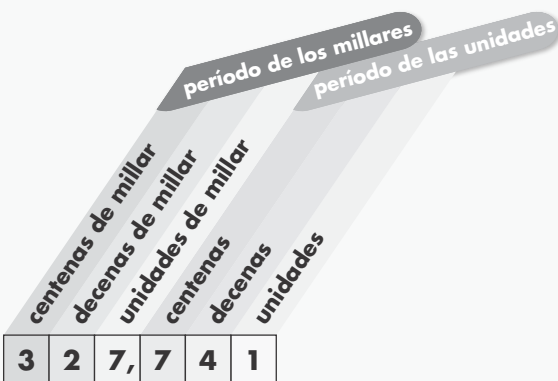 período de los millares
período de las unidades
centenas de millar
decenas de millar
unidades de millar
centenas
decenas
unidades
3 2 7, 7 4 1